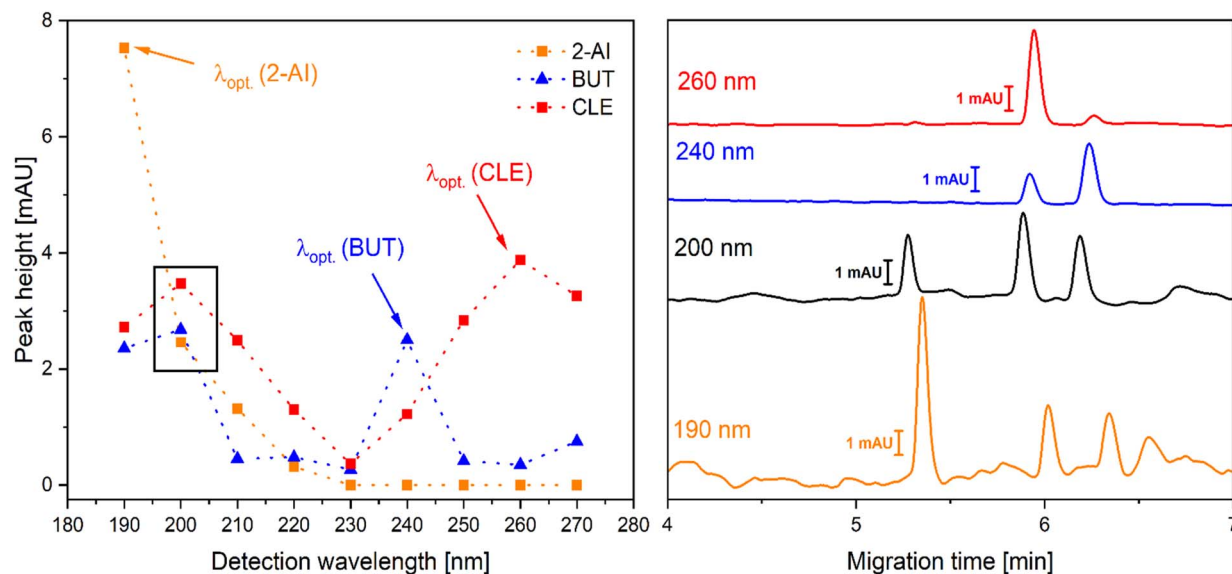 8
6
4
2
0
Peak height [mAU]
180 190 200 210 220 230 240 250 260 270 280
Detection wavelength [nm]
λopt. (2-AI)
2-AI
BUT
CLE
λopt. (CLE)
λopt. (BUT)
260 nm
1 mAU
240 nm
1 mAU
200 nm
1 mAU
190 nm
1 mAU
4 5 6 7
Migration time [min]